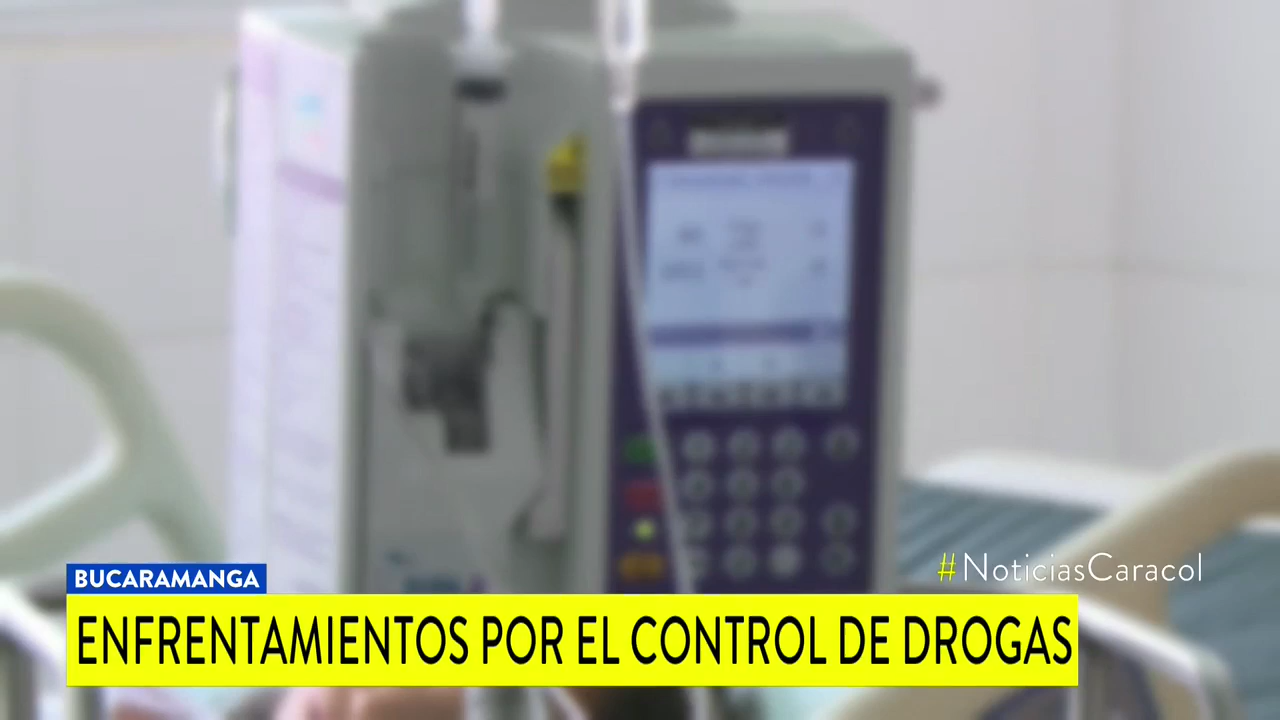 #NoticiasCaracol
BUCARAMANGA
ENFRENTAMIENTOS POR EL CONTROL DE DROGAS